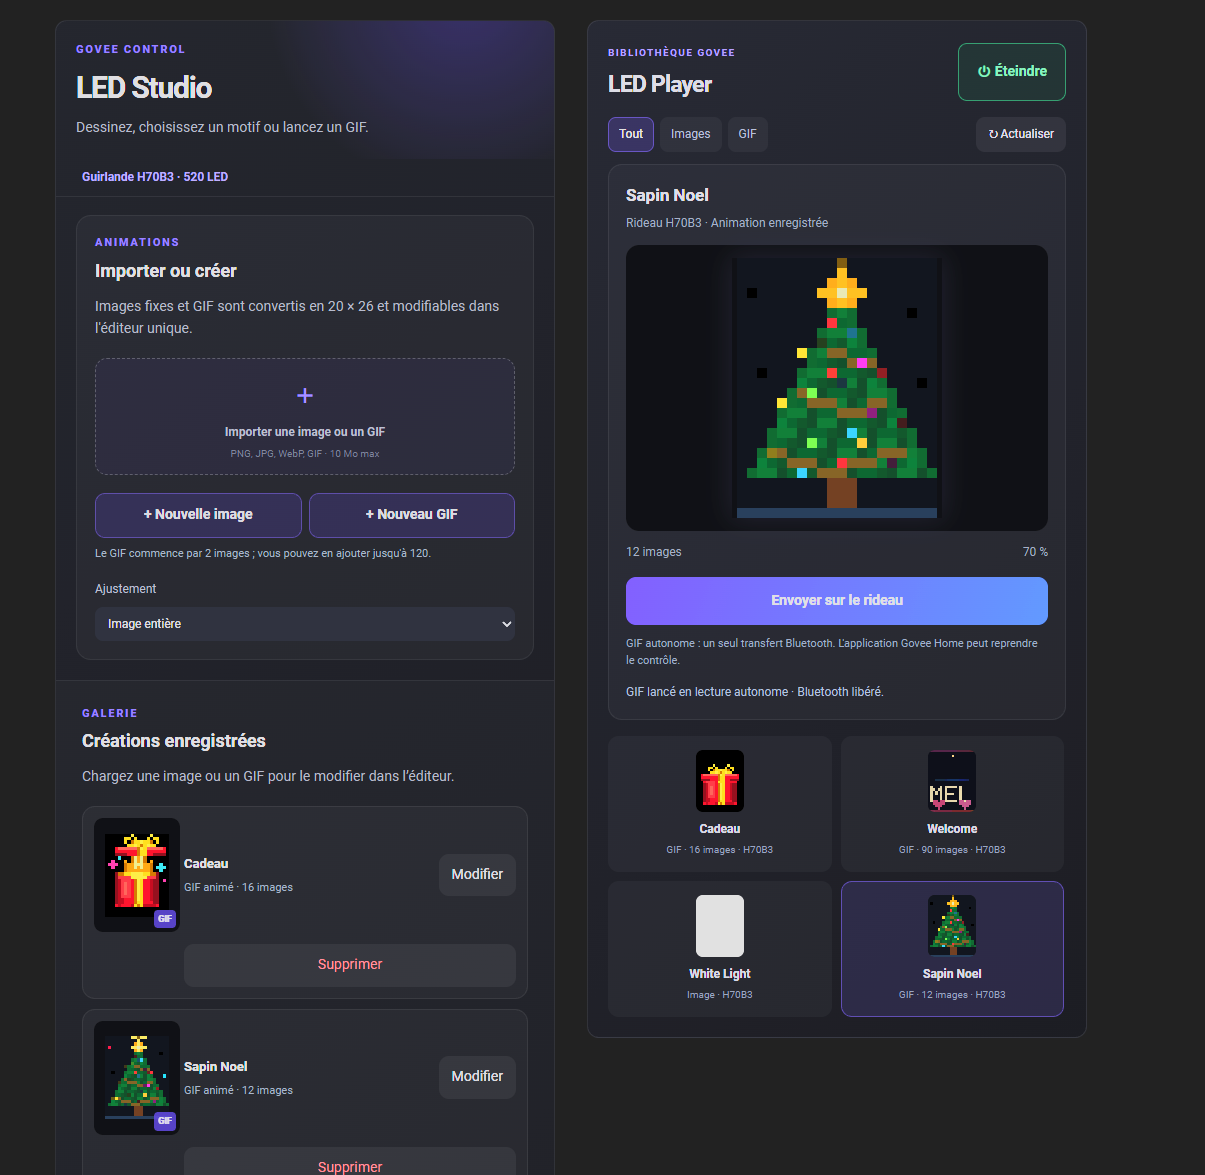 GOVEE CONTROL
LED Studio
Dessinez, choisissez un motif ou lancez un GIF.
Guirlande H70B3 · 520 LED
ANIMATIONS
Importer ou créer
Images fixes et GIF sont convertis en 20 × 26 et modifiables dans
l'éditeur unique.
+
Importer une image ou un GIF
PNG, JPG, WebP, GIF · 10 Mo max
+ Nouvelle image
+ Nouveau GIF
Le GIF commence par 2 images ; vous pouvez en ajouter jusqu'à 120.
Ajustement
Image entière
GALERIE
Créations enregistrées
Chargez une image ou un GIF pour le modifier dans l'éditeur.
GIF
Cadeau
GIF animé · 16 images
Modifier
Supprimer
GIF
Sapin Noel
GIF animé · 12 images
Modifier
Supprimer
BIBLIOTHÈQUE GOVEE
LED Player
⏻ Éteindre
Tout
Images
GIF
↻ Actualiser
Sapin Noel
Rideau H70B3 · Animation enregistrée
12 images
70 %
Envoyer sur le rideau
GIF autonome : un seul transfert Bluetooth. L'application Govee Home peut reprendre
le contrôle.
GIF lancé en lecture autonome · Bluetooth libéré.
Cadeau
GIF · 16 images · H70B3
MEL
Welcome
GIF · 90 images · H70B3
White Light
Image · H70B3
Sapin Noel
GIF · 12 images · H70B3